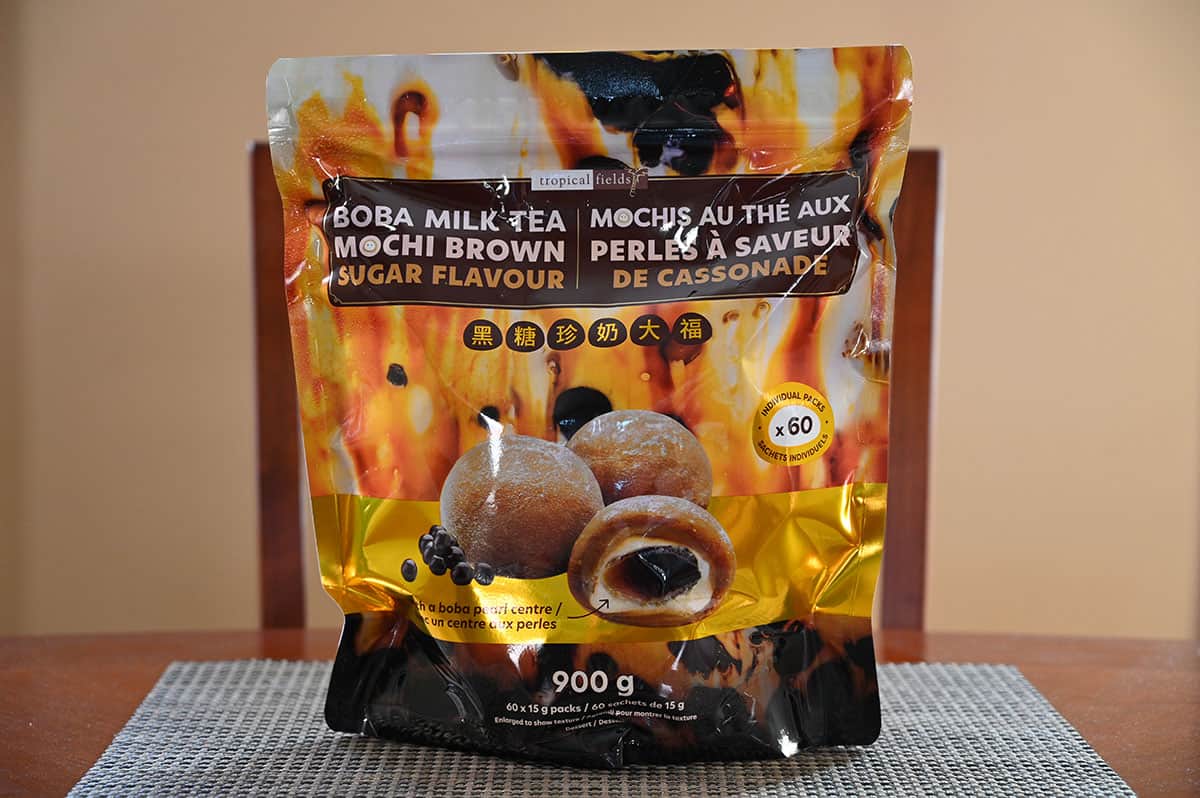 tropical fields
BOBA MILK TEA
MOCHI BROWN
SUGAR FLAVOUR
MOCHIS AU THÉ AUX
PERLES À SAVEUR
DE CASSONADE
黑糖珍奶大福
INDIVIDUAL PACKS
x 60
SACHETS INDIVIDUELS
a boba pearl centre /
un centre aux perles
900 g
60 x 15 g packs / 60 sachets de 15 g
Enlarged to show texture / pour montrer la texture
Dessert /